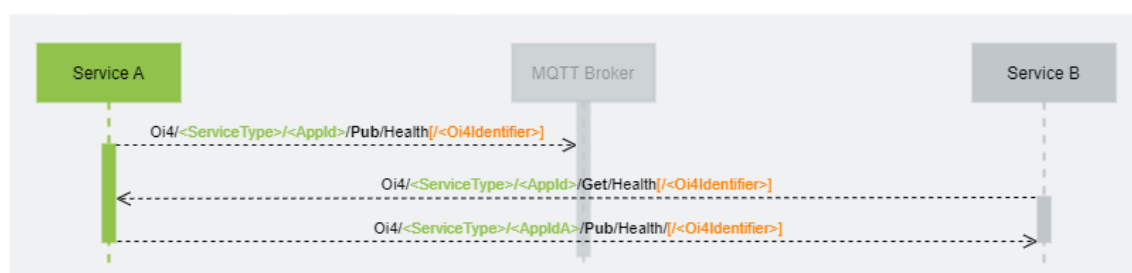 Service A
MQTT Broker
Service B
Oi4/<ServiceType>/<AppId>/Pub/Health[/<Oi4Identifier>]
Oi4/<ServiceType>/<AppId>/Get/Health[/<Oi4Identifier>]
Oi4/<ServiceType>/<AppIdA>/Pub/Health/[/<Oi4Identifier>]